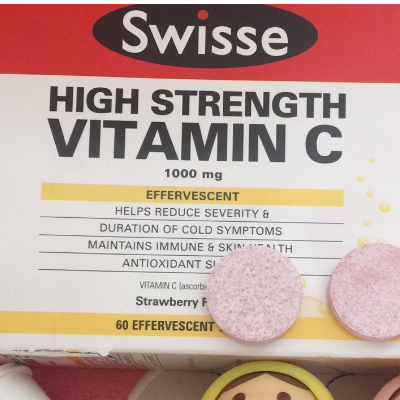 Swisse
HIGH STRENGTH
VITAMIN C
1000 mg
EFFERVESCENT
HELPS REDUCE SEVERITY &
DURATION OF COLD SYMPTOMS
MAINTAINS IMMUNE & SKIN HEALTH
ANTIOXIDANT
VITAMIN C
Strawberry
60 EFFERVESCENT